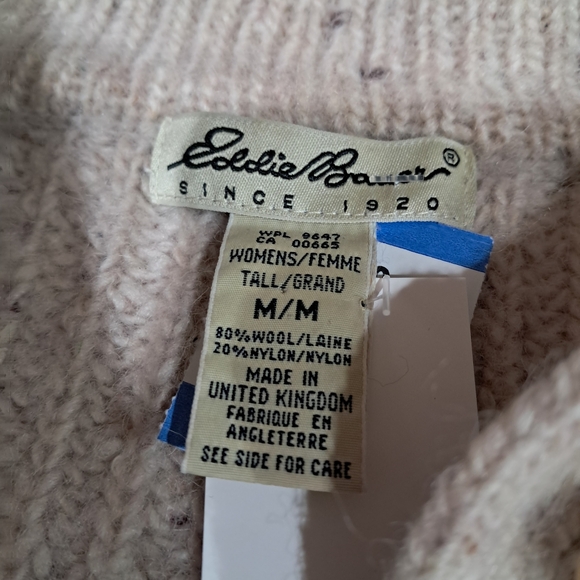 Eddie Bauer®
SINCE 1920
WPL 9647
CA 00665
WOMENS/FEMME
TALL/GRAND
M/M
80%WOOL/LAINE
20%NYLON/NYLON
MADE IN
UNITED KINGDOM
FABRIQUE EN
ANGLETERRE
SEE SIDE FOR CARE